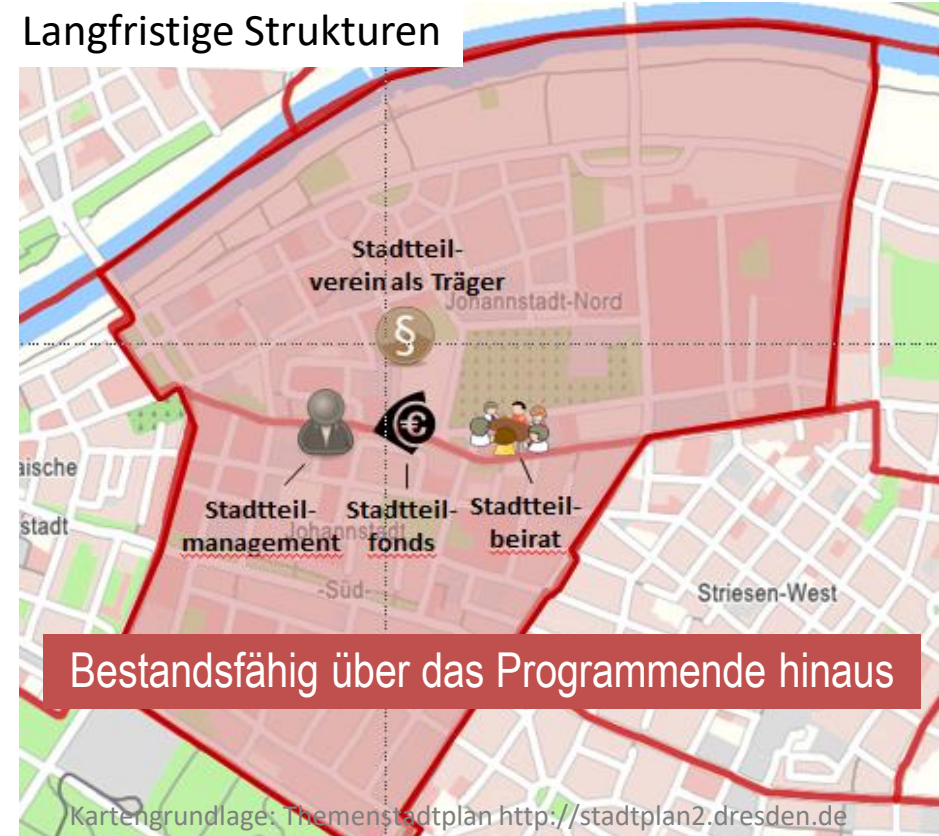 Langfristige Strukturen
Stadtteil-
verein als Träger
Johannstadt-Nord
§
€
aische
stadt
Stadtteil-
management
Stadtteil-
fonds
Stadtteil-
beirat
Johannstadt
-Süd-
Striesen-West
Bestandsfähig über das Programmende hinaus
Kartengrundlage: Themenstadtplan http://stadtplan2.dresden.de